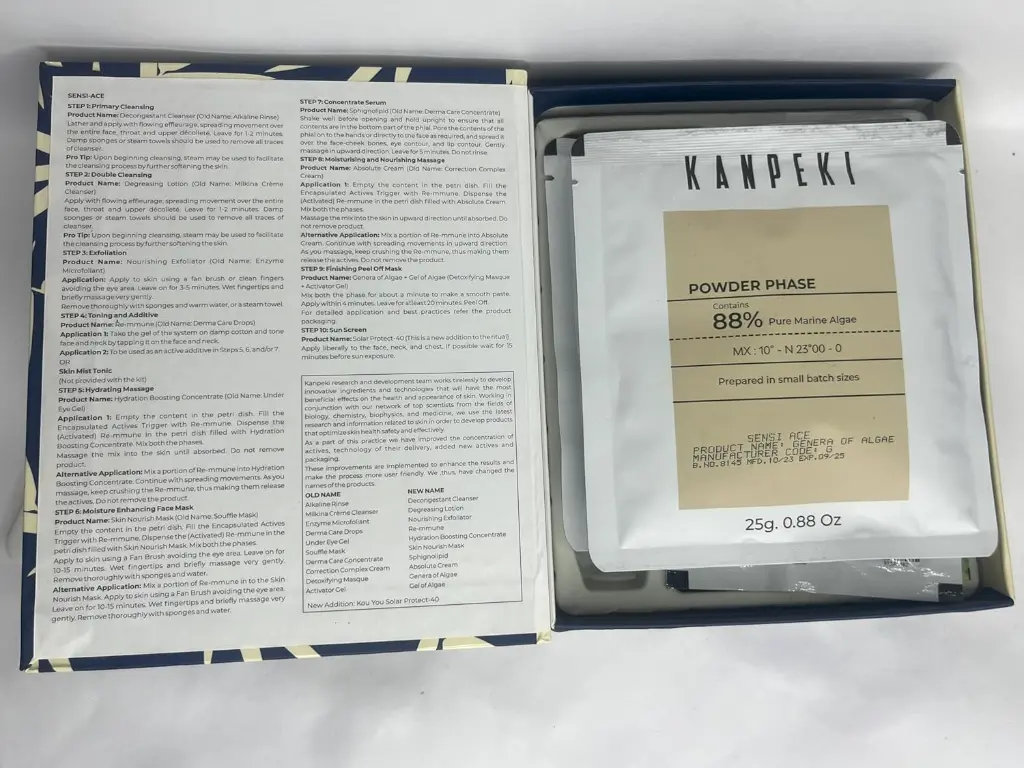 SENSI-ACE
STEP 1: Primary Cleansing
Product Name: Decongestant Cleanser (Old Name: Alkaline Rinse)
Lather and apply with flowing effleurage, spreading movement over
the entire face, throat and upper décolleté. Leave for 1-2 minutes.
Damp sponges or steam towels should be used to remove all traces
of cleanser.
Pro Tip: Upon beginning cleansing, steam may be used to facilitate
the cleansing process by further softening the skin.
STEP 2: Double Cleansing
Product Name: Degreasing Lotion (Old Name: Milkina Crème
Cleanser)
Apply with flowing effleurage, spreading movement over the entire
face, throat and upper décolleté. Leave 1-2 minutes. Damp
sponges or steam towels should be used to remove all traces of
cleanser.
Pro Tip: Upon beginning cleansing, steam may be used to facilitate
the cleansing process by further softening the skin.
STEP 3: Exfoliation
Product Name: Nourishing Exfoliator (Old Name: Enzyme
Microfoliant)
Application: Apply to skin using a fan brush or clean fingers
avoiding the eye area. Leave for 3-5 minutes. Wet fingertips and
briefly massage very gently.
Remove thoroughly with sponges and warm water, or a steam towel.
STEP 4: Toning and Additive
Product Name: Re-mmune (Old Name: Derma Care Drops)
Application 1: Take the gel of the system on damp cotton and tone
face and neck by tapping it on the face and neck.
Application 2: To be used as an active additive in Steps 5, 6, and/or 7.
OR
Skin Mist Tonic
(Not provided with the kit)
STEP 5: Hydrating Massage
Product Name: Hydration Boosting Concentrate (Old Name: Under
Eye Gel)
Application 1: Empty the content in the petri dish. Fill the
Encapsulated Actives Trigger with Re-mmune. Dispense the
(Activated) Re-mmune in the petri dish filled with Hydration
Boosting Concentrate. Mix both the phases.
Massage the mix into the skin until absorbed. Do not remove
product.
Alternative Application: Mix a portion of Re-mmune into Hydration
Boosting Concentrate. Continue with spreading movements. As you
massage, keep crushing the Re-mmune, thus making them release
the actives. Do not remove the product.
STEP 6: Moisture Enhancing Face Mask
Product Name: Skin Nourish Mask (Old Name: Souffle Mask)
Empty the content in the petri dish. Fill the Encapsulated Actives
Trigger with Re-mmune. Dispense the (Activated) Re-mmune in the
petri dish filled with Skin Nourish Mask. Mix both the phases.
Apply to skin using a Fan Brush avoiding the eye area. Leave on for
10-15 minutes. Wet fingertips and briefly massage very gently.
Remove thoroughly with sponges and water.
Alternative Application: Mix a portion of Re-mmune in to the Skin
Nourish Mask. Apply to skin using a Fan Brush avoiding the eye area.
Leave on for 10-15 minutes. Wet fingertips and briefly massage very
gently. Remove thoroughly with sponges and water.
STEP 7: Concentrate Serum
Product Name: Sphignolipid (Old Name: Derma Care Concentrate)
Shake well before opening and held upright to ensure that all
contents are in the bottom part of the phial. Pore the contents of the
phial on to the hands or directly to the face as required, and spread it
over the face-cheek bones, eye contour, and lip contour. Gently
massage in upward direction. Leave for 5 minutes. Do not rinse.
STEP 8: Moisturising and Nourishing Massage
Product Name: Absolute Cream (Old Name: Correction Complex
Cream)
Application 1: Empty the content in the petri dish. Fill the
Encapsulated Actives Trigger with Re-mmune. Dispense the
(Activated) Re-mmune in the petri dish filled with Absolute Cream.
Mix both the phases.
Massage the mix into the skin in upward direction until absorbed. Do
not remove product.
Alternative Application: Mix a portion of Re-mmune into Absolute
Cream. Continue with spreading movements in upward direction.
As you massage, keep crushing the Re-mmune, thus making them
release the actives. Do not remove the product.
STEP 9: Finishing Peel Off Mask
Product Name: Genera of Algae + Gel of Algae (Detoxifying Masque
+ Activator Gel)
Mix both the phase for about a minute to make a smooth paste.
Apply within 4 minutes. Leave for at least 20 minutes. Peel Off.
For detailed application and best practices refer the product
packaging.
STEP 10: Sun Screen
Product Name: Solar Protect-40 (This is a new addition to the ritual)
Apply liberally to the face, neck, and chest. If possible wait for 15
minutes before sun exposure.
Kanpeki research and development team works tirelessly to develop
innovative ingredients and technologies that will have the most
beneficial effects on the health and appearance of skin. Working in
conjunction with our network of top scientists from the fields of
biology, chemistry, biophysics, and medicine, we use the latest
research and information related to skin in order to develop products
that optimize skin health safety and effectively.
As a part of this practice we have improved the concentration of
actives, technology of their delivery, added new actives and
packaging.
These improvements are implemented to enhance the results and
make the process more user friendly. We, thus, have changed the
names of the products.
OLD NAME NEW NAME
Alkaline Rinse Decongestant Cleanser
Milkina Crème Cleanser Degreasing Lotion
Enzyme Microfoliant Nourishing Exfoliator
Derma Care Drops Re-mmune
Under Eye Gel Hydration Boosting Concentrate
Souffle Mask Skin Nourish Mask
Derma Care Concentrate Sphignolipid
Correction Complex Cream Absolute Cream
Detoxifying Masque Genera of Algae
Activator Gel Gel of Algae
New Addition: Kou You Solar Protect-40
KANPEKI
POWDER PHASE
Contains
88% Pure Marine Algae
MX : 10" - N 23"00 - 0
Prepared in small batch sizes
SENSI ACE
PRODUCT NAME: GENERA OF ALGAE
MANUFACTURER CODE: G
B.NO.8145 MFD.10/23 EXP.09/25
25g. 0.88 Oz